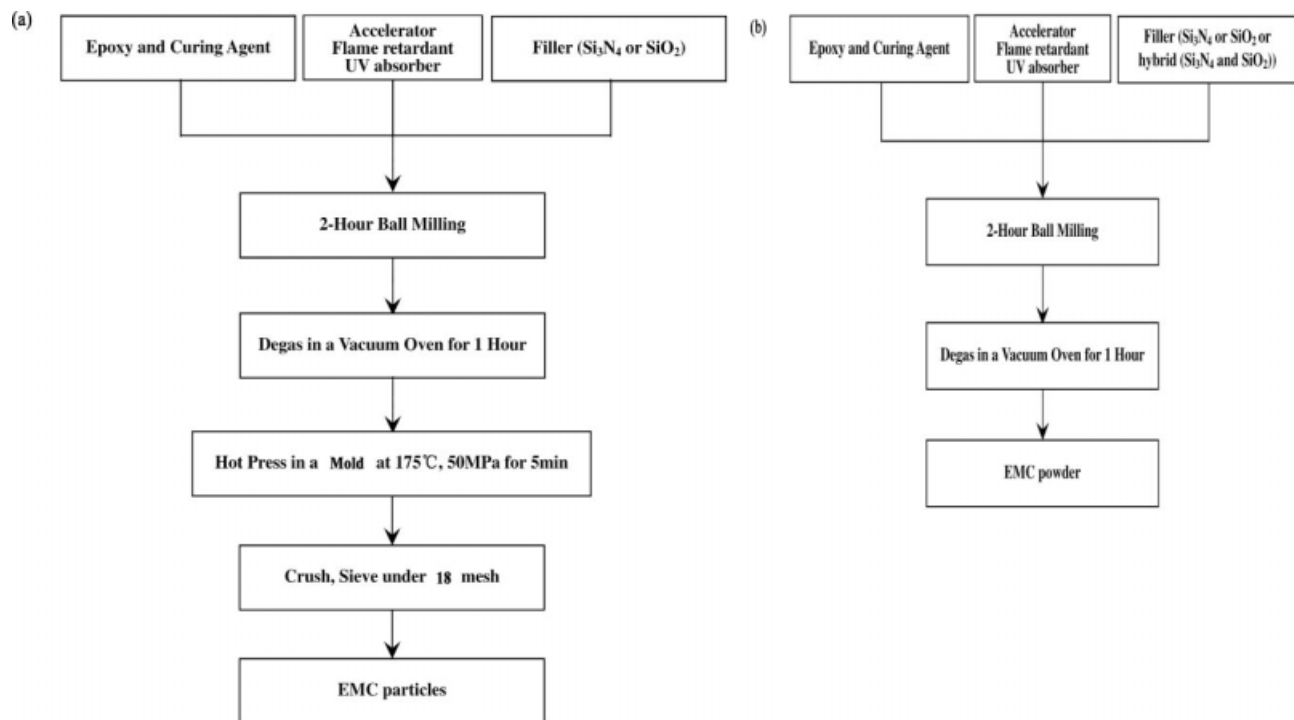 (a)
Epoxy and Curing Agent
Accelerator
Flame retardant
UV absorber
Filler (Si₃N₄ or SiO₂)
2-Hour Ball Milling
Degas in a Vacuum Oven for 1 Hour
Hot Press in a Mold at 175℃, 50MPa for 5min
Crush, Sieve under 18 mesh
EMC particles
(b)
Epoxy and Curing Agent
Accelerator
Flame retardant
UV absorber
Filler (Si₃N₄ or SiO₂ or
hybrid (Si₃N₄ and SiO₂))
2-Hour Ball Milling
Degas in a Vacuum Oven for 1 Hour
EMC powder